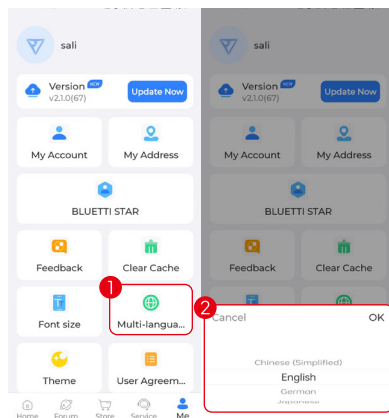 sali
Version NEW
v2.1.0(67)
Update Now
My Account
My Address
BLUETTI STAR
Feedback
Clear Cache
1
Font size
Multi-langua...
Theme
User Agreem...
Home
Forum
Store
Service
Me
sali
Version NEW
v2.1.0(67)
Update Now
My Account
My Address
BLUETTI STAR
Feedback
Clear Cache
2
Cancel
OK
Chinese (Simplified)
English
German
Japanese